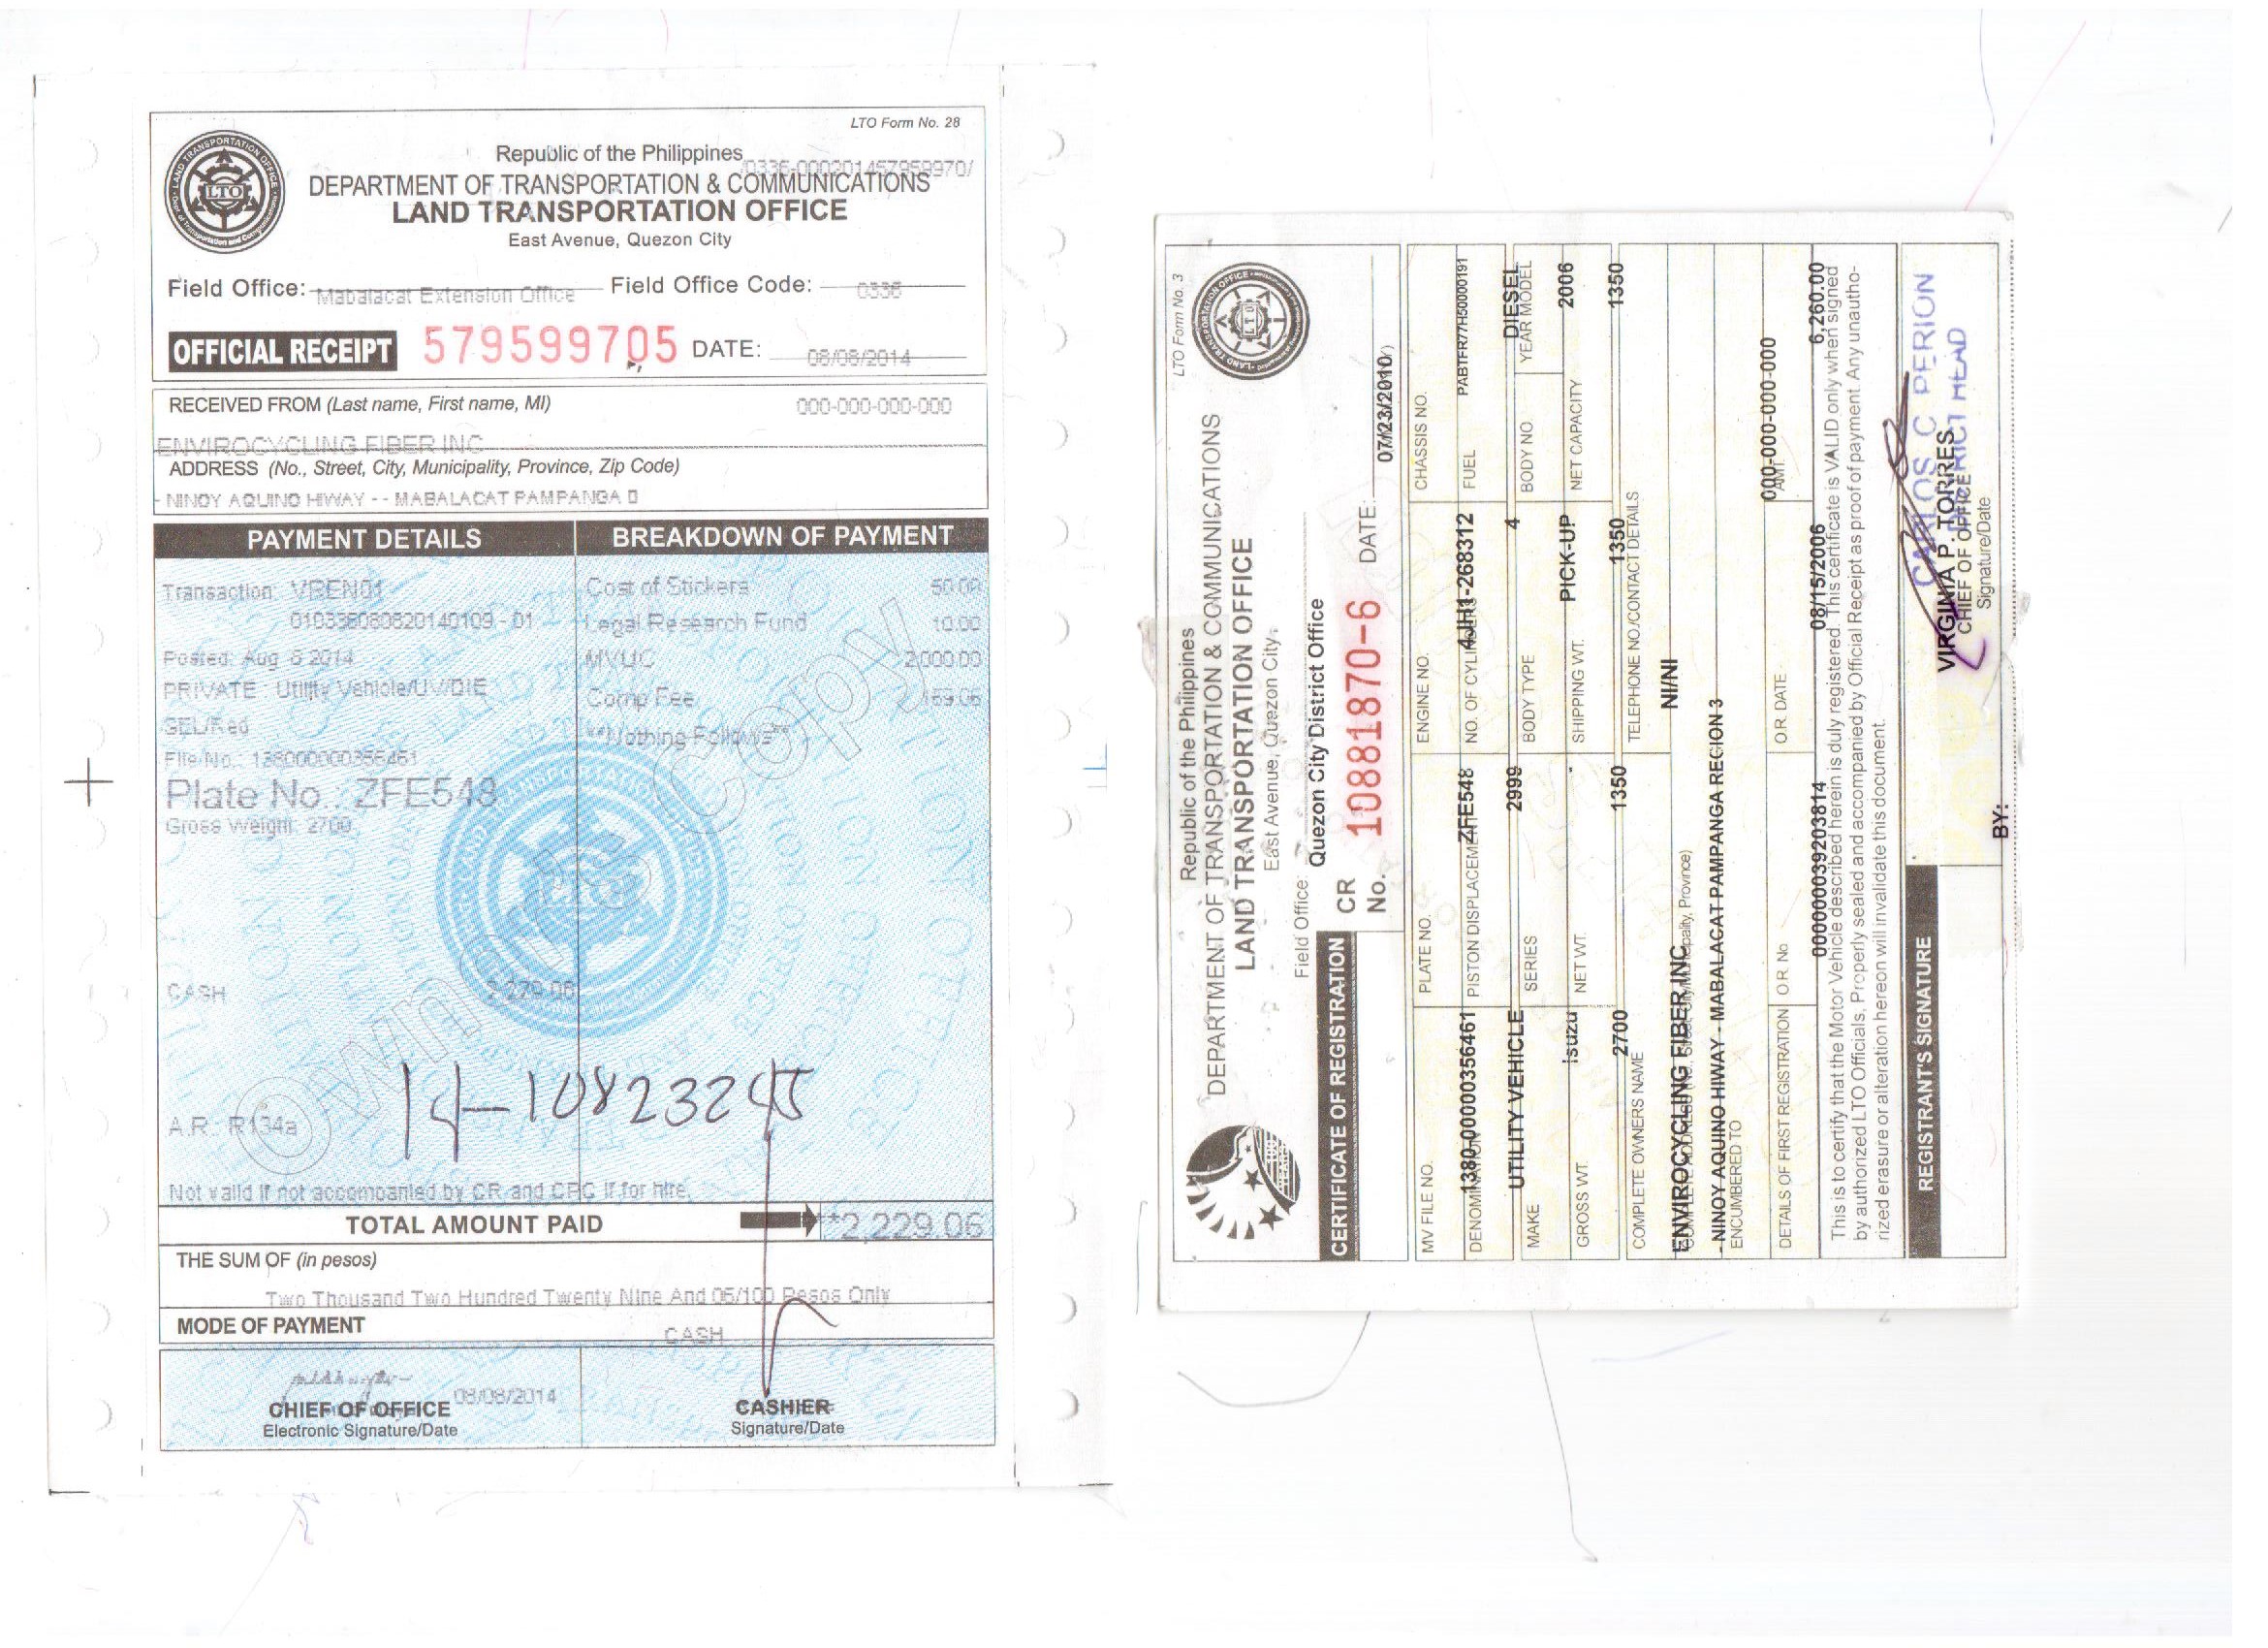 LTO Form No. 28
Republic of the Philippines
/0336-000201457959970/
DEPARTMENT OF TRANSPORTATION & COMMUNICATIONS
LAND TRANSPORTATION OFFICE
East Avenue, Quezon City
Field Office: Mabalacat Extension Office Field Office Code: 0336
OFFICIAL RECEIPT 579599705 DATE: 08/08/2014
RECEIVED FROM (Last name, First name, MI) 000-000-000-000
ENVIROCYCLING FIBER INC
ADDRESS (No., Street, City, Municipality, Province, Zip Code)
- NINOY AQUINO HIWAY -- MABALACAT PAMPANGA
PAYMENT DETAILS BREAKDOWN OF PAYMENT
Transaction: VREN01 Cost of Stickers 50.00
Legal Research Fund 10.00
Posted: Aug 2014 MVUC 2,000.00
PRIVATE Utility Vehicle/UV/DIE Comp Fee 169.06
GEL/Red **Nothing Follows**
File No.: 138000000356461
Plate No.: ZFE548
Gross Weight: 2700
Owner's Copy
CASH 2,229.06
14-10823245
A.R.: R134a
Not valid if not accompanied by CR and CPC if for hire.
TOTAL AMOUNT PAID **2,229.06
THE SUM OF (in pesos)
Two Thousand Two Hundred Twenty Nine And 06/100 Pesos Only
MODE OF PAYMENT CASH
08/08/2014
CHIEF OF OFFICE CASHIER
Electronic Signature/Date Signature/Date
LTO Form No. 3
Republic of the Philippines
DEPARTMENT OF TRANSPORTATION & COMMUNICATIONS
LAND TRANSPORTATION OFFICE
East Avenue, Quezon City
Field Office: Quezon City District Office
CERTIFICATE OF REGISTRATION CR No. 10881870-6 DATE: 07/23/2010
MV FILE NO. PLATE NO. ENGINE NO. CHASSIS NO.
1380-00000356461 ZFE548 4JH1-268312 PABTFR77H50000191
DENOMINATION PISTON DISPLACEMENT NO. OF CYLINDERS FUEL
UTILITY VEHICLE 2999 4 DIESEL
MAKE SERIES BODY TYPE BODY NO. YEAR MODEL
Isuzu - PICK-UP 2006
GROSS WT. NET WT. SHIPPING WT. NET CAPACITY
2700 1350 1350 1350
COMPLETE OWNERS NAME TELEPHONE NO./CONTACT DETAILS
ENVIROCYCLING FIBER INC NI/NI
COMPLETE ADDRESS (No., Street, City/Municipality, Province)
- NINOY AQUINO HIWAY - MABALACAT PAMPANGA REGION 3
ENCUMBERED TO
000-000-000-000
DETAILS OF FIRST REGISTRATION O R No O R DATE AMT.
000000039203814 08/15/2006 6,260.00
This is to certify that the Motor Vehicle described herein is duly registered. This certificate is VALID only when signed
by authorized LTO Officials, Properly sealed and accompanied by Official Receipt as proof of payment. Any unautho-
rized erasure or alteration hereon will invalidate this document.
REGISTRANT'S SIGNATURE
CARLOS C PERION
DISTRICT HEAD
VIRGINIA P. TORRES
CHIEF OF OFFICE
Signature/Date
BY: